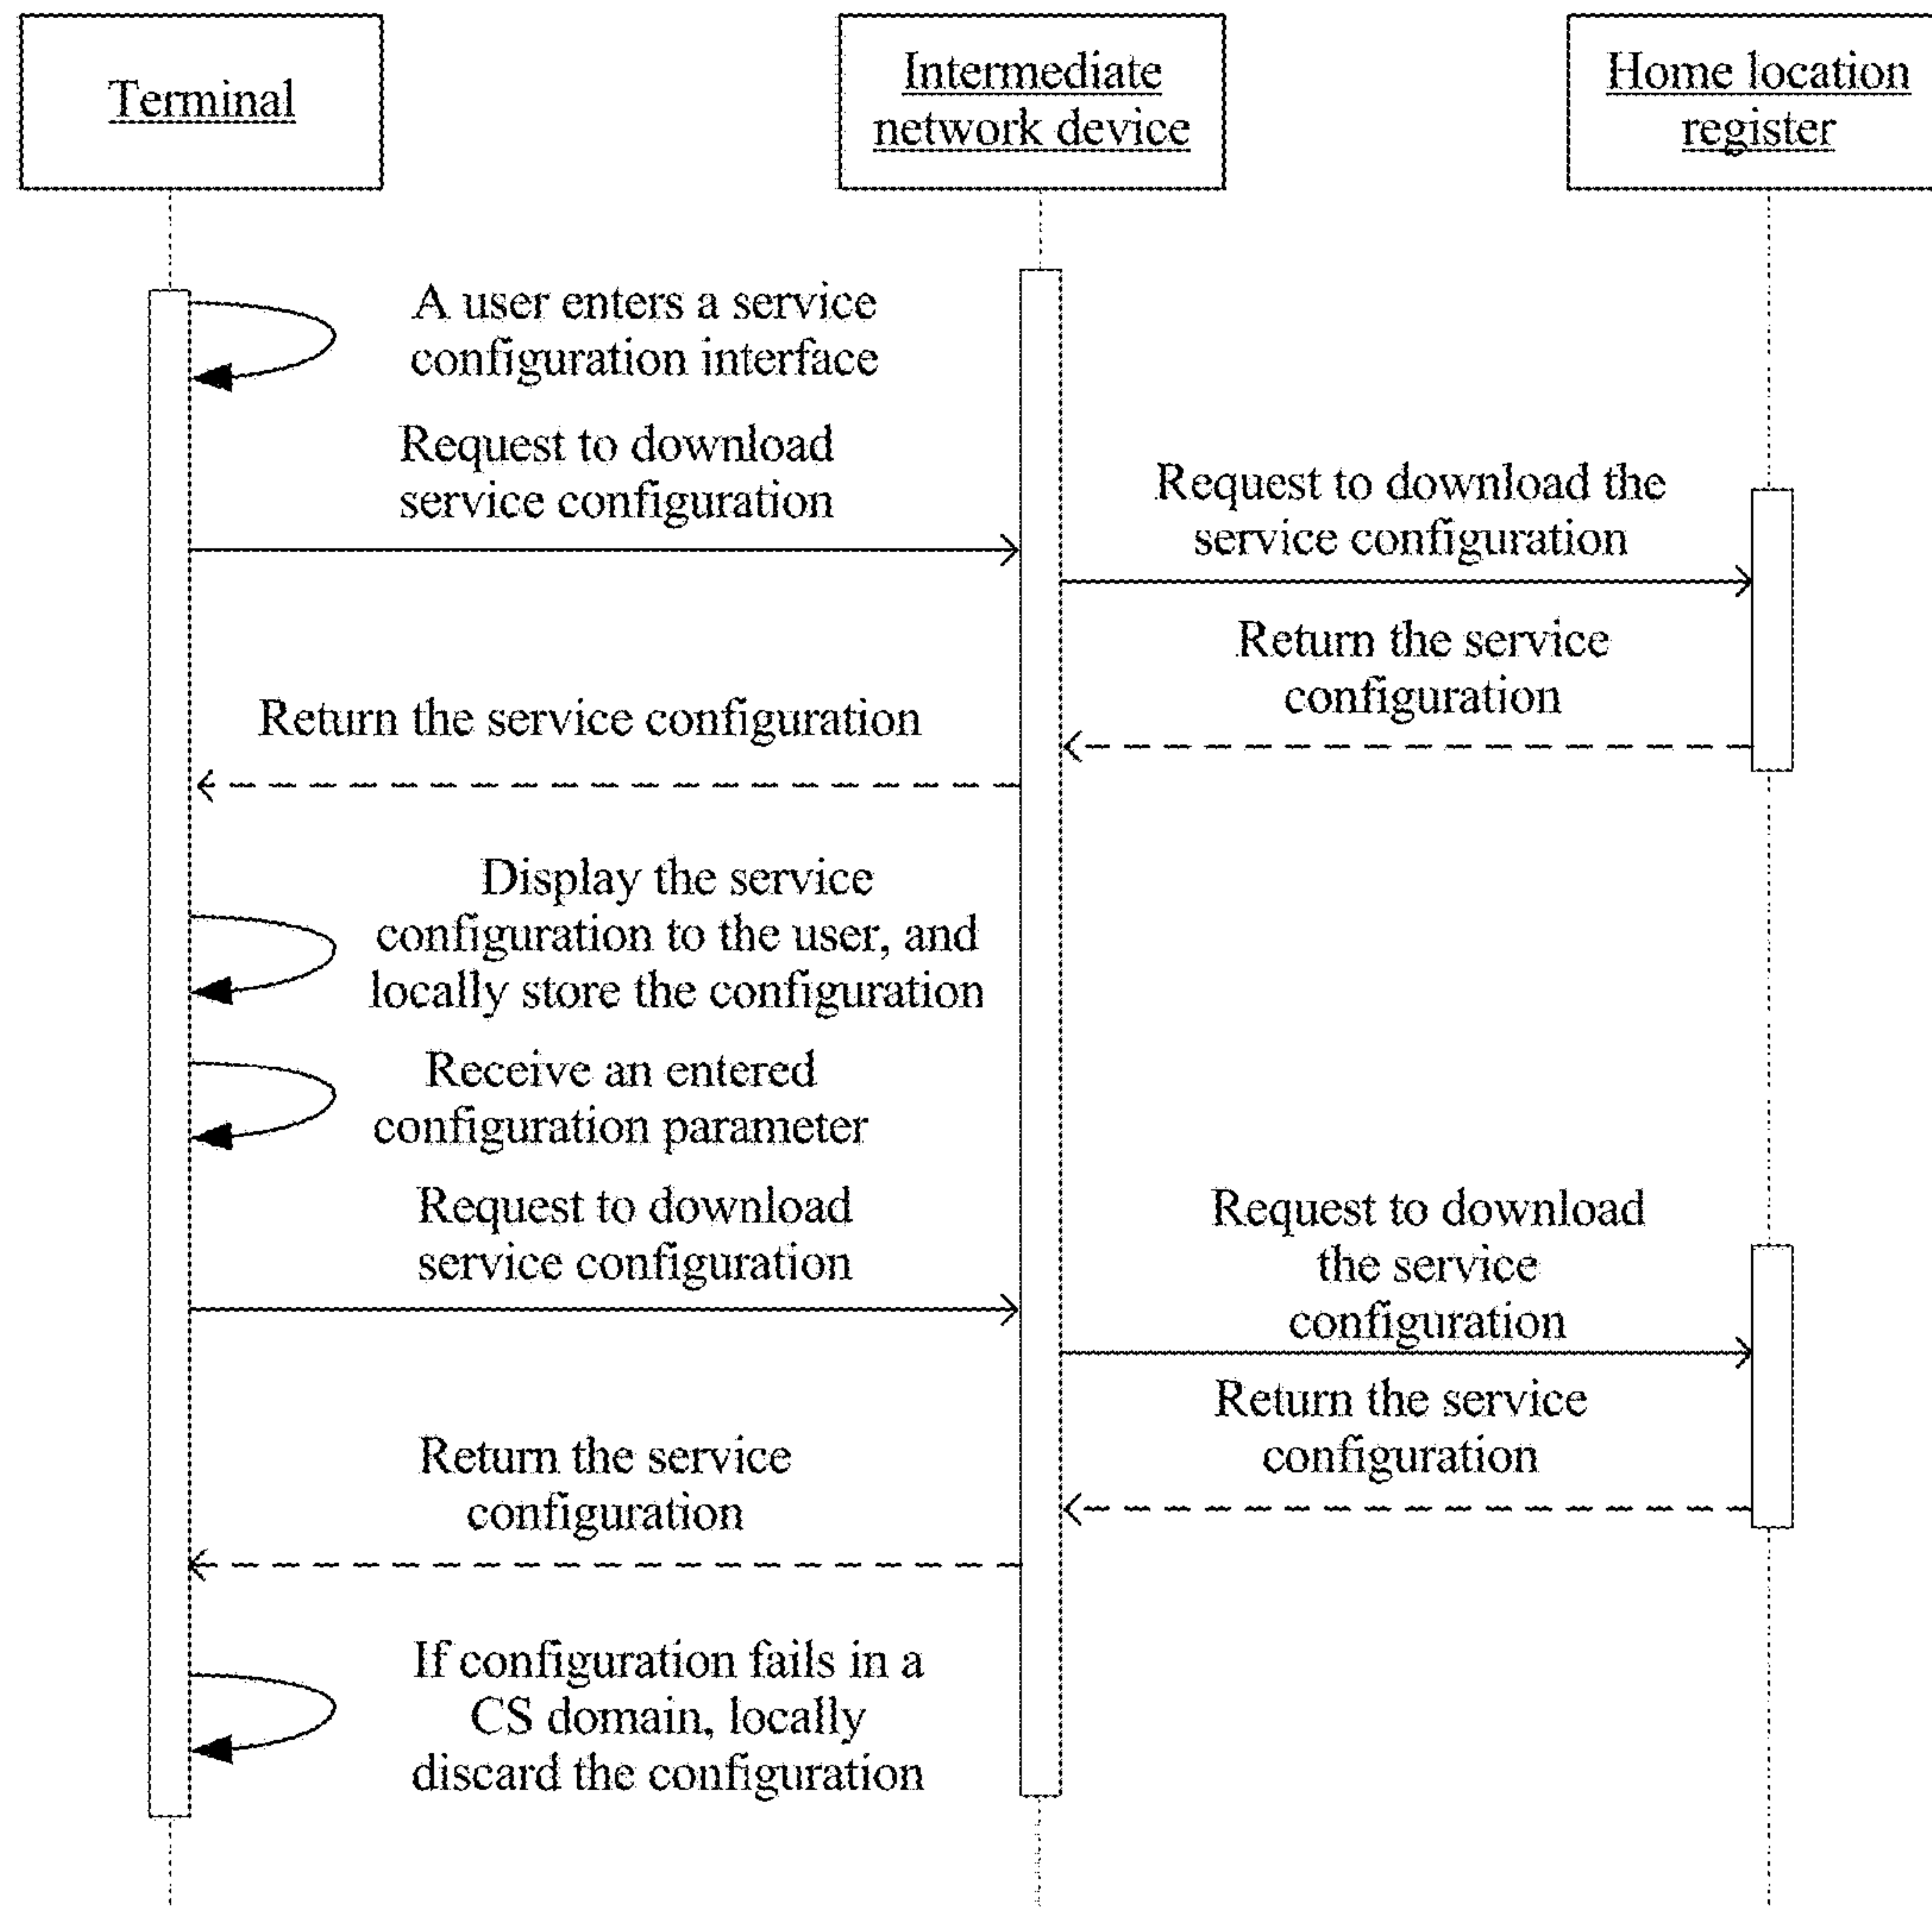 Terminal
Intermediate
network device
Home location
register
A user enters a service
configuration interface
Request to download
service configuration
Request to download the
service configuration
Return the service
configuration
Return the service configuration
Display the service
configuration to the user, and
locally store the configuration
Receive an entered
configuration parameter
Request to download
service configuration
Request to download
the service
configuration
Return the service
configuration
Return the service
configuration
If configuration fails in a
CS domain, locally
discard the configuration